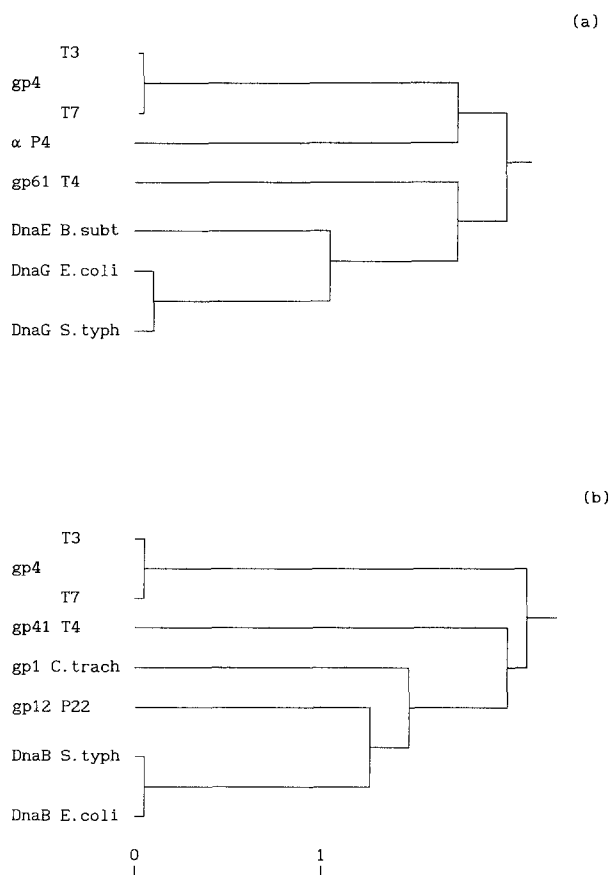 (a)
T3
gp4
T7
α P4
gp61 T4
DnaE B.subt
DnaG E.coli
DnaG S.typh
(b)
T3
gp4
T7
gp41 T4
gp1 C.trach
gp12 P22
DnaB S.typh
DnaB E.coli
0 1